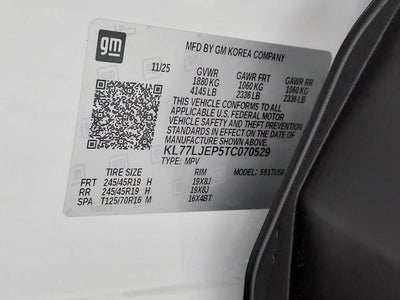 gm
MFD BY GM KOREA COMPANY
11/25 GVWR GAWR FRT GAWR RR
1880 KG 1060 KG 1060 KG
4145 LB 2336 LB 2336 LB
THIS VEHICLE CONFORMS TO ALL
APPLICABLE U.S. FEDERAL MOTOR
VEHICLE SAFETY AND THEFT
PREVENTION STANDARDS IN
EFFECT ON THE DATE OF
MANUFACTURE SHOWN ABOVE.
KL77LJEP5TC070529
TYPE: MPV
MODEL:
TIRE SIZE RIM
FRT 245/45R19 H 19X8J
RR 245/45R19 H 19X8J
SPA T125/70R16 M 16X4BT